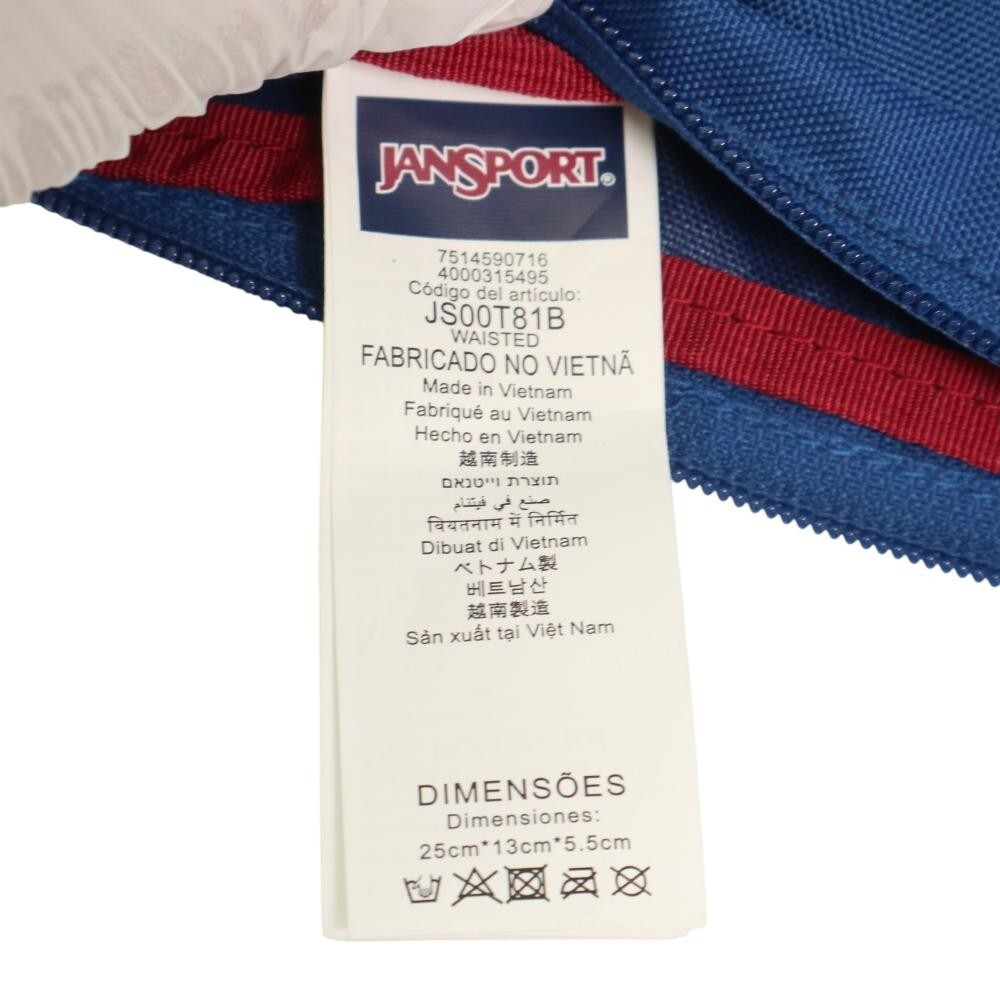 JANSPORT®
7514590716
4000315495
Código del artículo:
JS00T81B
WAISTED
FABRICADO NO VIETNÃ
Made in Vietnam
Fabriqué au Vietnam
Hecho en Vietnam
越南制造
תוצרת וייטנאם
صنع في فيتنام
वियतनाम में निर्मित
Dibuat di Vietnam
ベトナム製
베트남산
越南製造
Sản xuất tại Việt Nam
DIMENSÕES
Dimensiones:
25cm*13cm*5.5cm